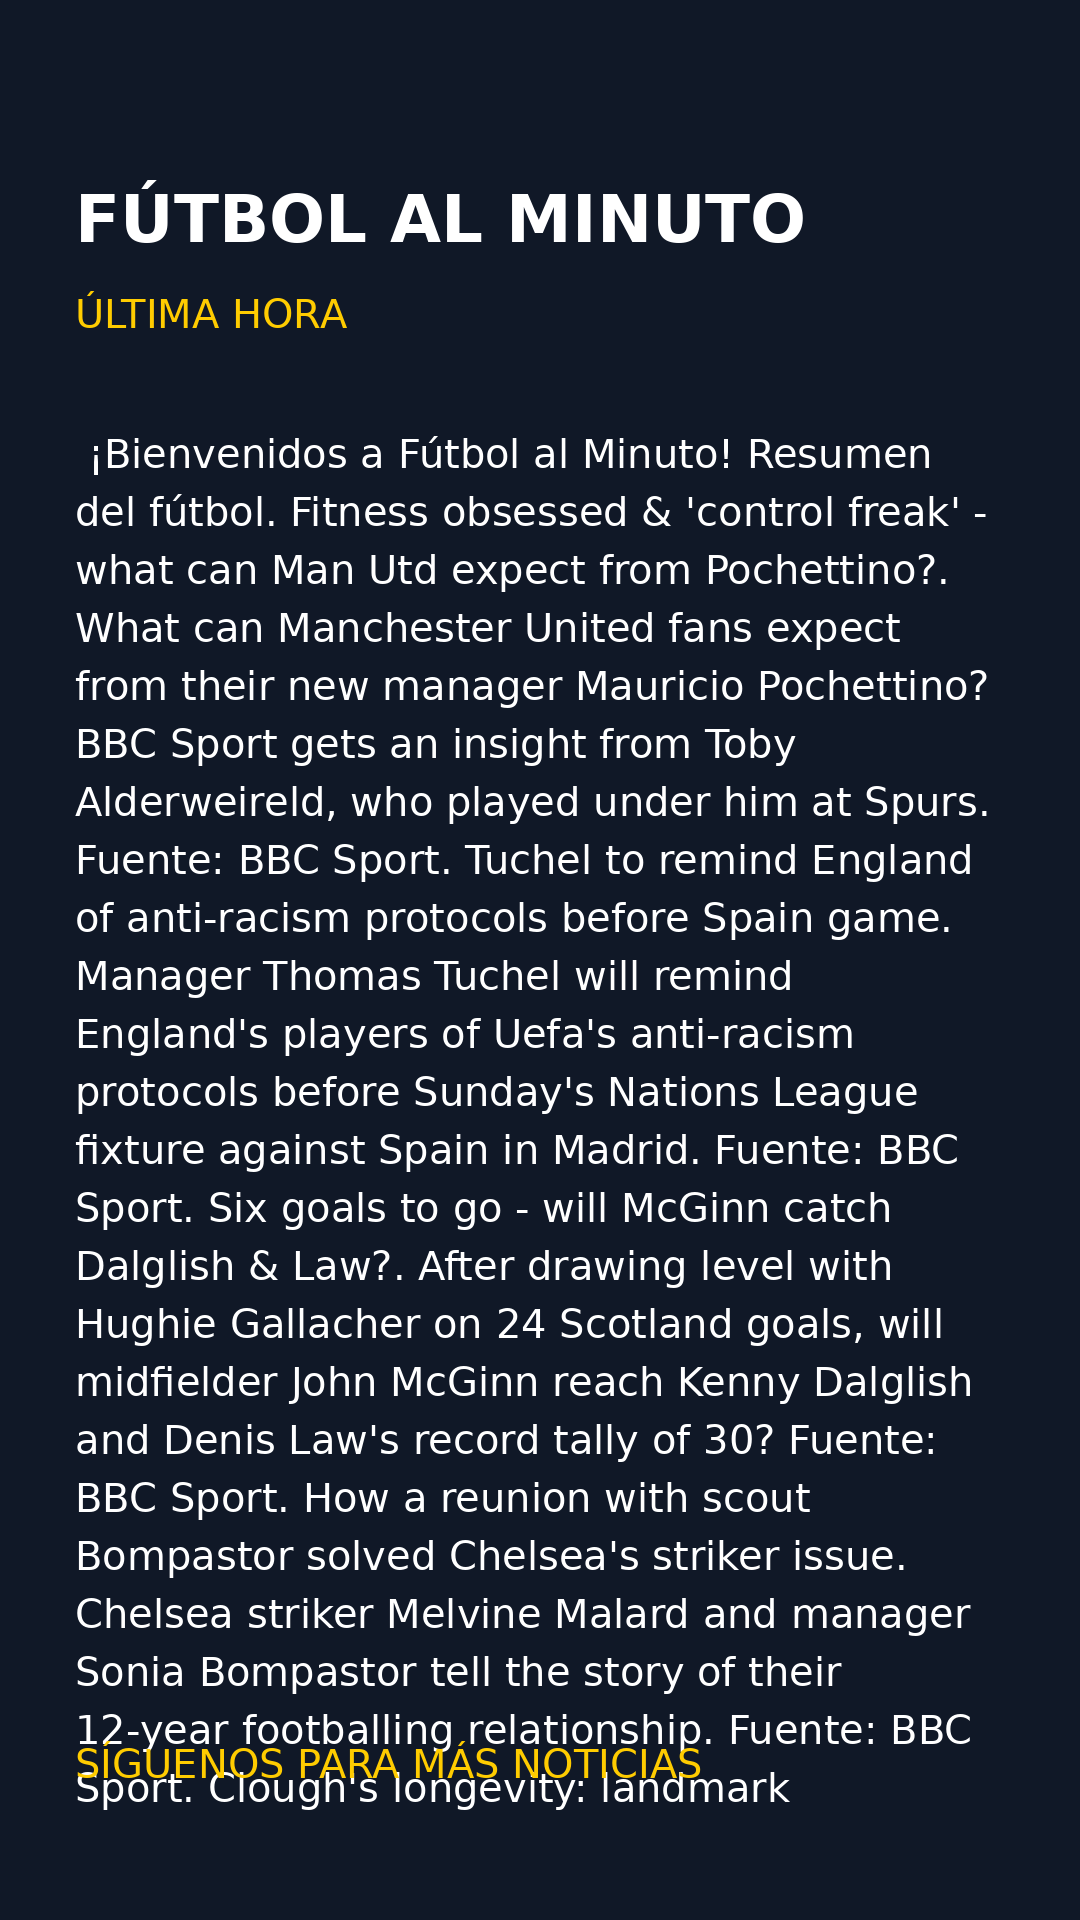 FÚTBOL AL MINUTO
ÚLTIMA HORA
¡Bienvenidos a Fútbol al Minuto! Resumen
del fútbol. Fitness obsessed & 'control freak' -
what can Man Utd expect from Pochettino?.
What can Manchester United fans expect
from their new manager Mauricio Pochettino?
BBC Sport gets an insight from Toby
Alderweireld, who played under him at Spurs.
Fuente: BBC Sport. Tuchel to remind England
of anti-racism protocols before Spain game.
Manager Thomas Tuchel will remind
England's players of Uefa's anti-racism
protocols before Sunday's Nations League
fixture against Spain in Madrid. Fuente: BBC
Sport. Six goals to go - will McGinn catch
Dalglish & Law?. After drawing level with
Hughie Gallacher on 24 Scotland goals, will
midfielder John McGinn reach Kenny Dalglish
and Denis Law's record tally of 30? Fuente:
BBC Sport. How a reunion with scout
Bompastor solved Chelsea's striker issue.
Chelsea striker Melvine Malard and manager
Sonia Bompastor tell the story of their
12-year footballing relationship. Fuente: BBC
SÍGUENOS PARA MÁS NOTICIAS
Sport. Clough's longevity: landmark